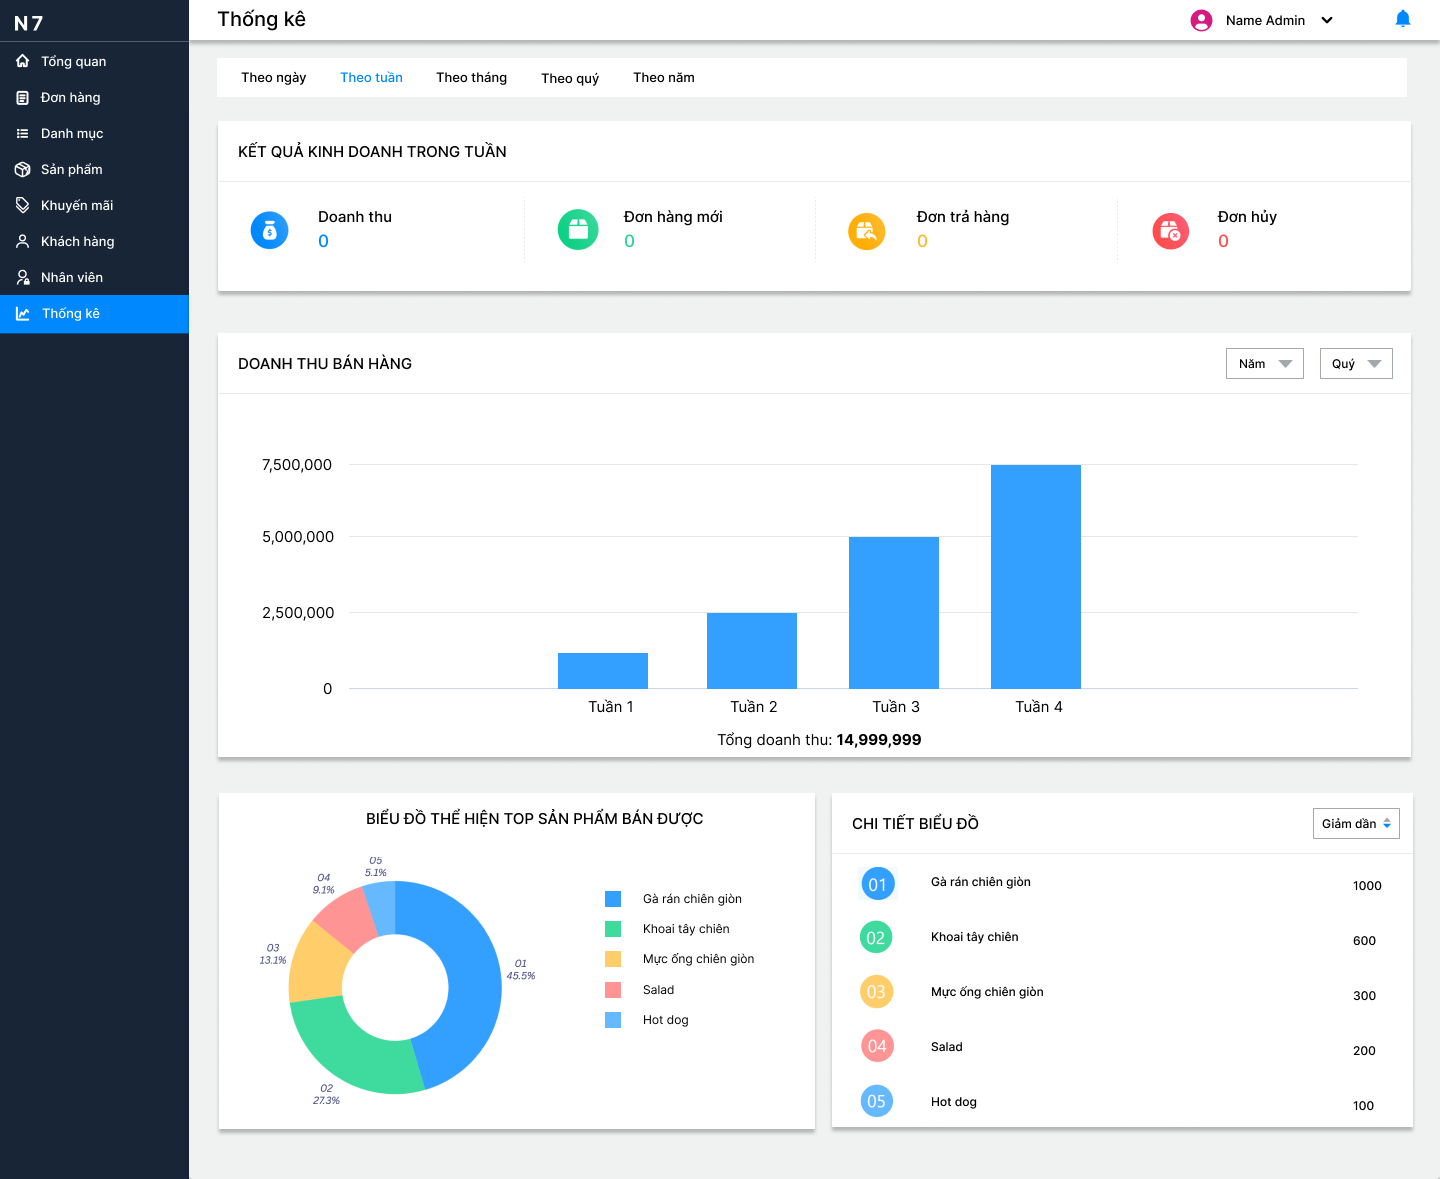 N7
Thống kê
Name Admin
Tổng quan
Đơn hàng
Danh mục
Sản phẩm
Khuyến mãi
Khách hàng
Nhân viên
Thống kê
Theo ngày
Theo tuần
Theo tháng
Theo quý
Theo năm
KẾT QUẢ KINH DOANH TRONG TUẦN
Doanh thu
0
Đơn hàng mới
0
Đơn trả hàng
0
Đơn hủy
0
DOANH THU BÁN HÀNG
Năm
Quý
7,500,000
5,000,000
2,500,000
0
Tuần 1
Tuần 2
Tuần 3
Tuần 4
Tổng doanh thu: 14,999,999
BIỂU ĐỒ THỂ HIỆN TOP SẢN PHẨM BÁN ĐƯỢC
05
5.1%
04
9.1%
03
13.1%
01
45.5%
02
27.3%
Gà rán chiên giòn
Khoai tây chiên
Mực ống chiên giòn
Salad
Hot dog
CHI TIẾT BIỂU ĐỒ
Giảm dần
01 Gà rán chiên giòn 1000
02 Khoai tây chiên 600
03 Mực ống chiên giòn 300
04 Salad 200
05 Hot dog 100